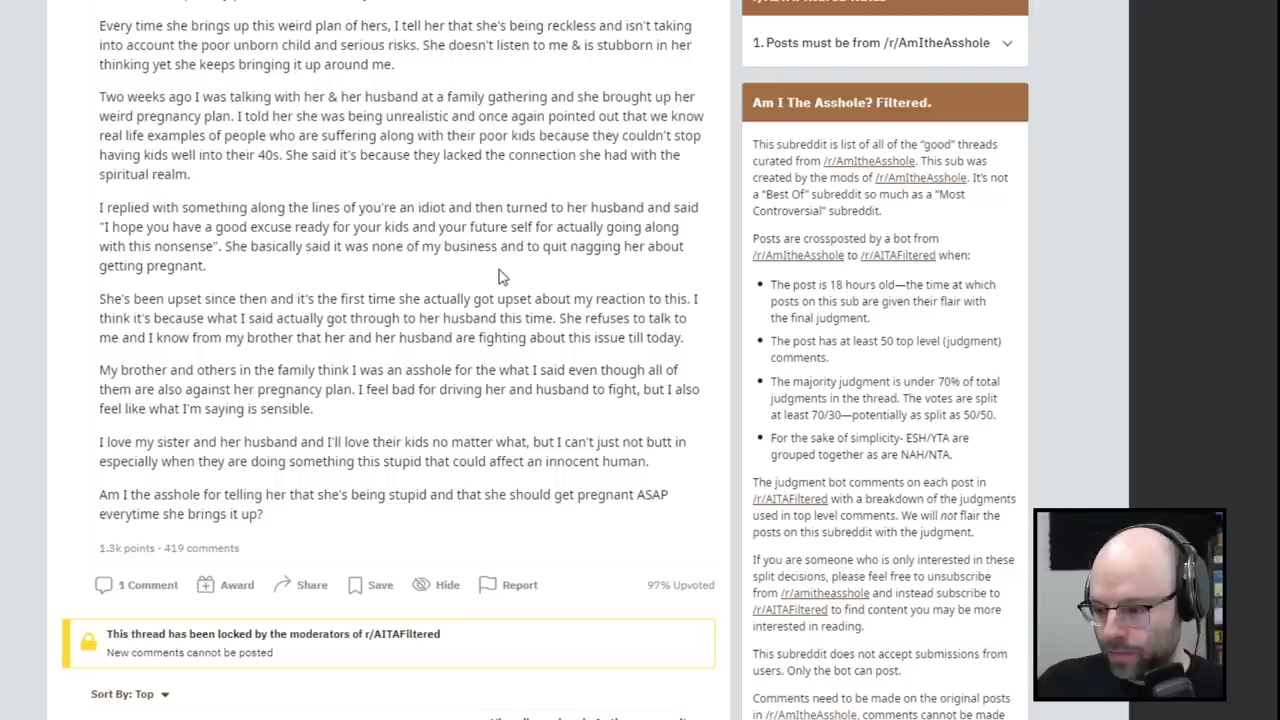 Every time she brings up this weird plan of hers, I tell her that she's being reckless and isn't taking
into account the poor unborn child and serious risks. She doesn't listen to me & is stubborn in her
thinking yet she keeps bringing it up around me.
Two weeks ago I was talking with her & her husband at a family gathering and she brought up her
weird pregnancy plan. I told her she was being unrealistic and once again pointed out that we know
real life examples of people who are suffering along with their poor kids because they couldn't stop
having kids well into their 40s. She said it's because they lacked the connection she had with the
spiritual realm.
I replied with something along the lines of you're an idiot and then turned to her husband and said
"I hope you have a good excuse ready for your kids and your future self for actually going along
with this nonsense". She basically said it was none of my business and to quit nagging her about
getting pregnant.
She's been upset since then and it's the first time she actually got upset about my reaction to this. I
think it's because what I said actually got through to her husband this time. She refuses to talk to
me and I know from my brother that her and her husband are fighting about this issue till today.
My brother and others in the family think I was an asshole for the what I said even though all of
them are also against her pregnancy plan. I feel bad for driving her and husband to fight, but I also
feel like what I'm saying is sensible.
I love my sister and her husband and I'll love their kids no matter what, but I can't just not butt in
especially when they are doing something this stupid that could affect an innocent human.
Am I the asshole for telling her that she's being stupid and that she should get pregnant ASAP
everytime she brings it up?
1.3k points · 419 comments
1 Comment Award Share Save Hide Report 97% Upvoted
This thread has been locked by the moderators of r/AITAFiltered
New comments cannot be posted
Sort By: Top
1. Posts must be from /r/AmItheAsshole
Am I The Asshole? Filtered.
This subreddit is list of all of the "good" threads
curated from /r/AmItheAsshole. This sub was
created by the mods of /r/AmItheAsshole. It's not
a "Best Of" subreddit so much as a "Most
Controversial" subreddit.
Posts are crossposted by a bot from
/r/AmItheAsshole to /r/AITAFiltered when:
The post is 18 hours old—the time at which
posts on this sub are given their flair with
the final judgment.
The post has at least 50 top level (judgment)
comments.
The majority judgment is under 70% of total
judgments in the thread. The votes are split
at least 70/30—potentially as split as 50/50.
For the sake of simplicity- ESH/YTA are
grouped together as are NAH/NTA.
The judgment bot comments on each post in
/r/AITAFiltered with a breakdown of the judgments
used in top level comments. We will not flair the
posts on this subreddit with the judgment.
If you are someone who is only interested in these
split decisions, please feel free to unsubscribe
from /r/amitheasshole and instead subscribe to
/r/AITAFiltered to find content you may be more
interested in reading.
This subreddit does not accept submissions from
users. Only the bot can post.
Comments need to be made on the original posts
in /r/AmItheAsshole, comments cannot be made